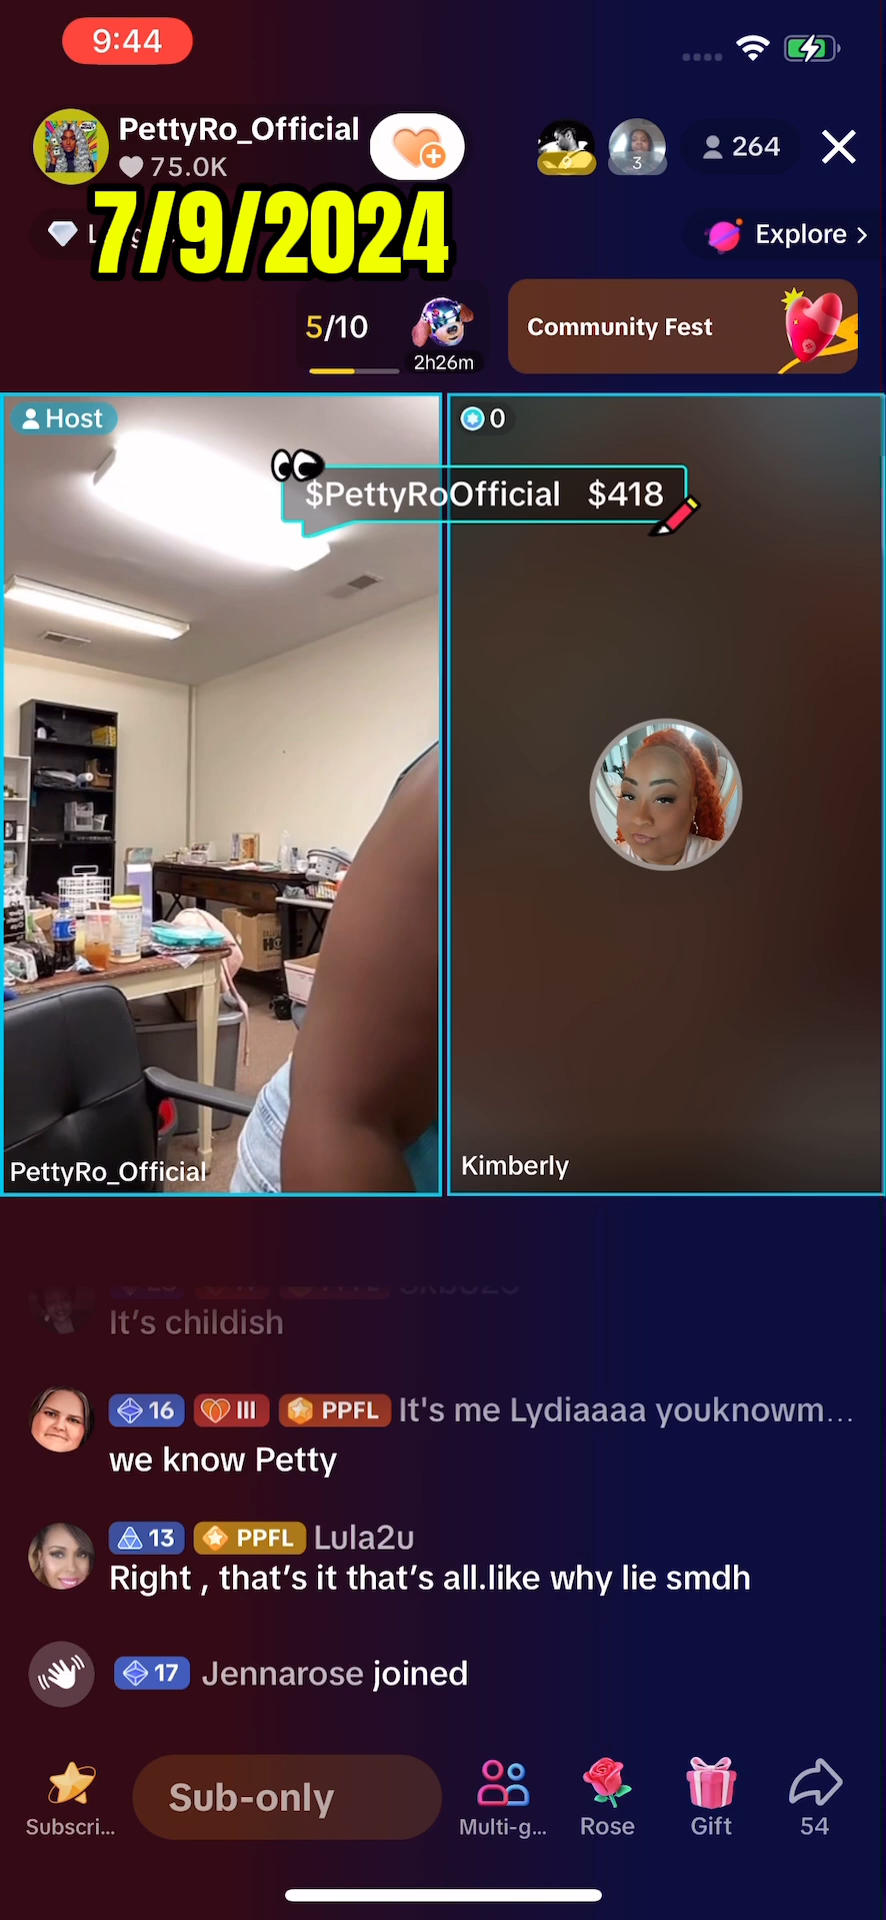 9:44
PettyRo_Official
75.0K
3
264
7/9/2024
Explore >
5/10
2h26m
Community Fest
Host
0
$PettyRoOfficial $418
PettyRo_Official
Kimberly
It's childish
16 III PPFL It's me Lydiaaaa youknowm...
we know Petty
13 PPFL Lula2u
Right , that's it that's all.like why lie smdh
17 Jennarose joined
Subscri...
Sub-only
Multi-g...
Rose
Gift
54